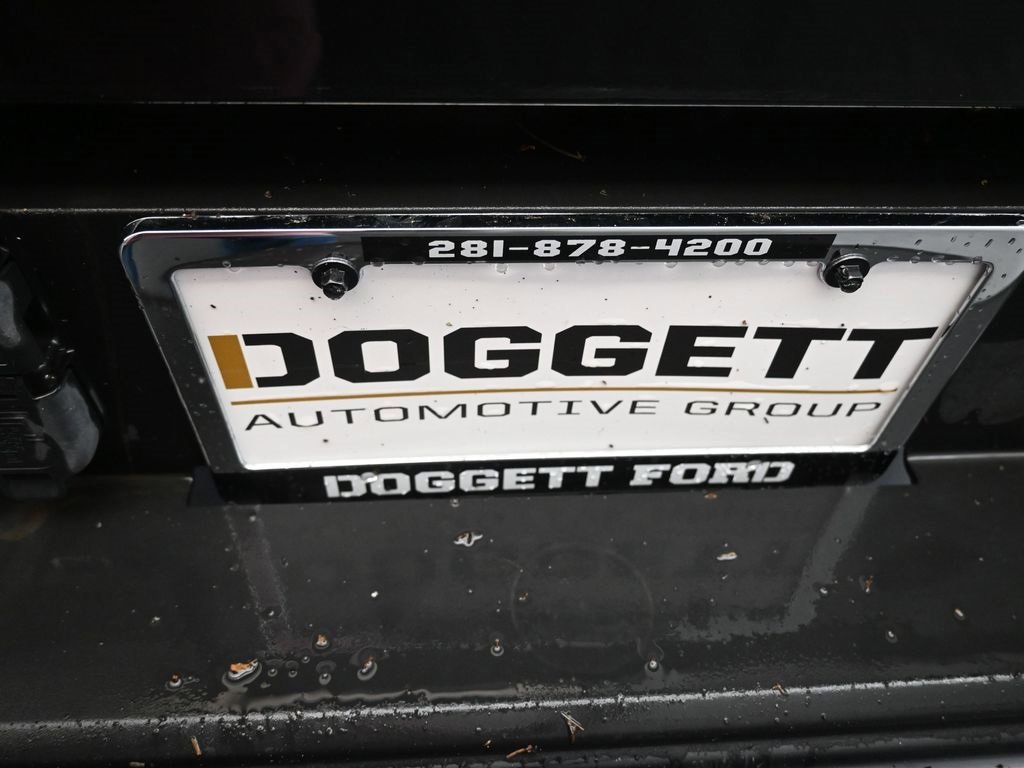 281-878-4200
DOGGETT
AUTOMOTIVE GROUP
DOGGETT FORD